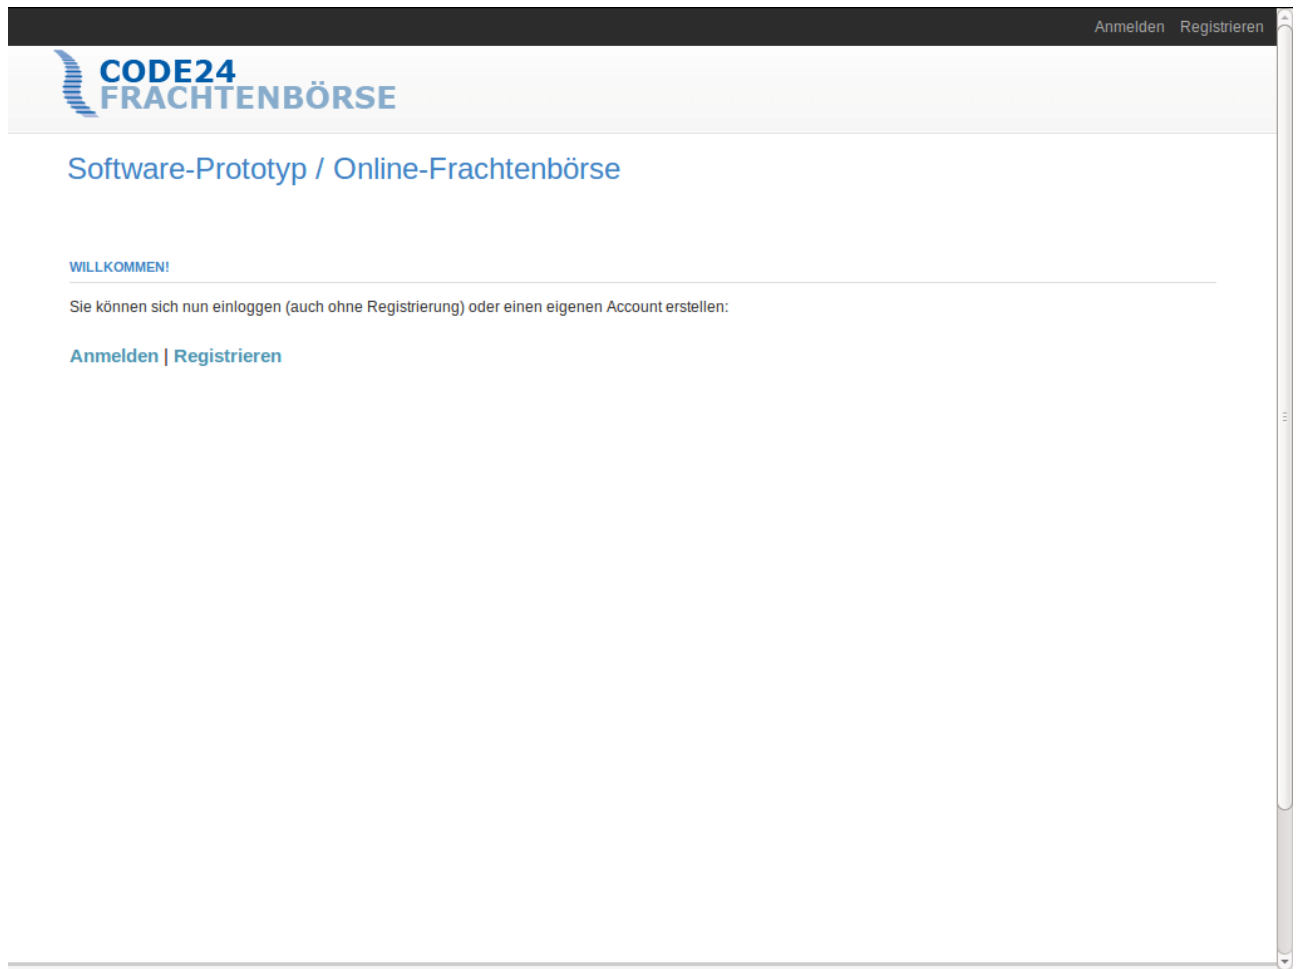 Anmelden Registrieren
CODE24
FRACHTENBÖRSE
Software-Prototyp / Online-Frachtenbörse
WILLKOMMEN!
Sie können sich nun einloggen (auch ohne Registrierung) oder einen eigenen Account erstellen:
Anmelden | Registrieren